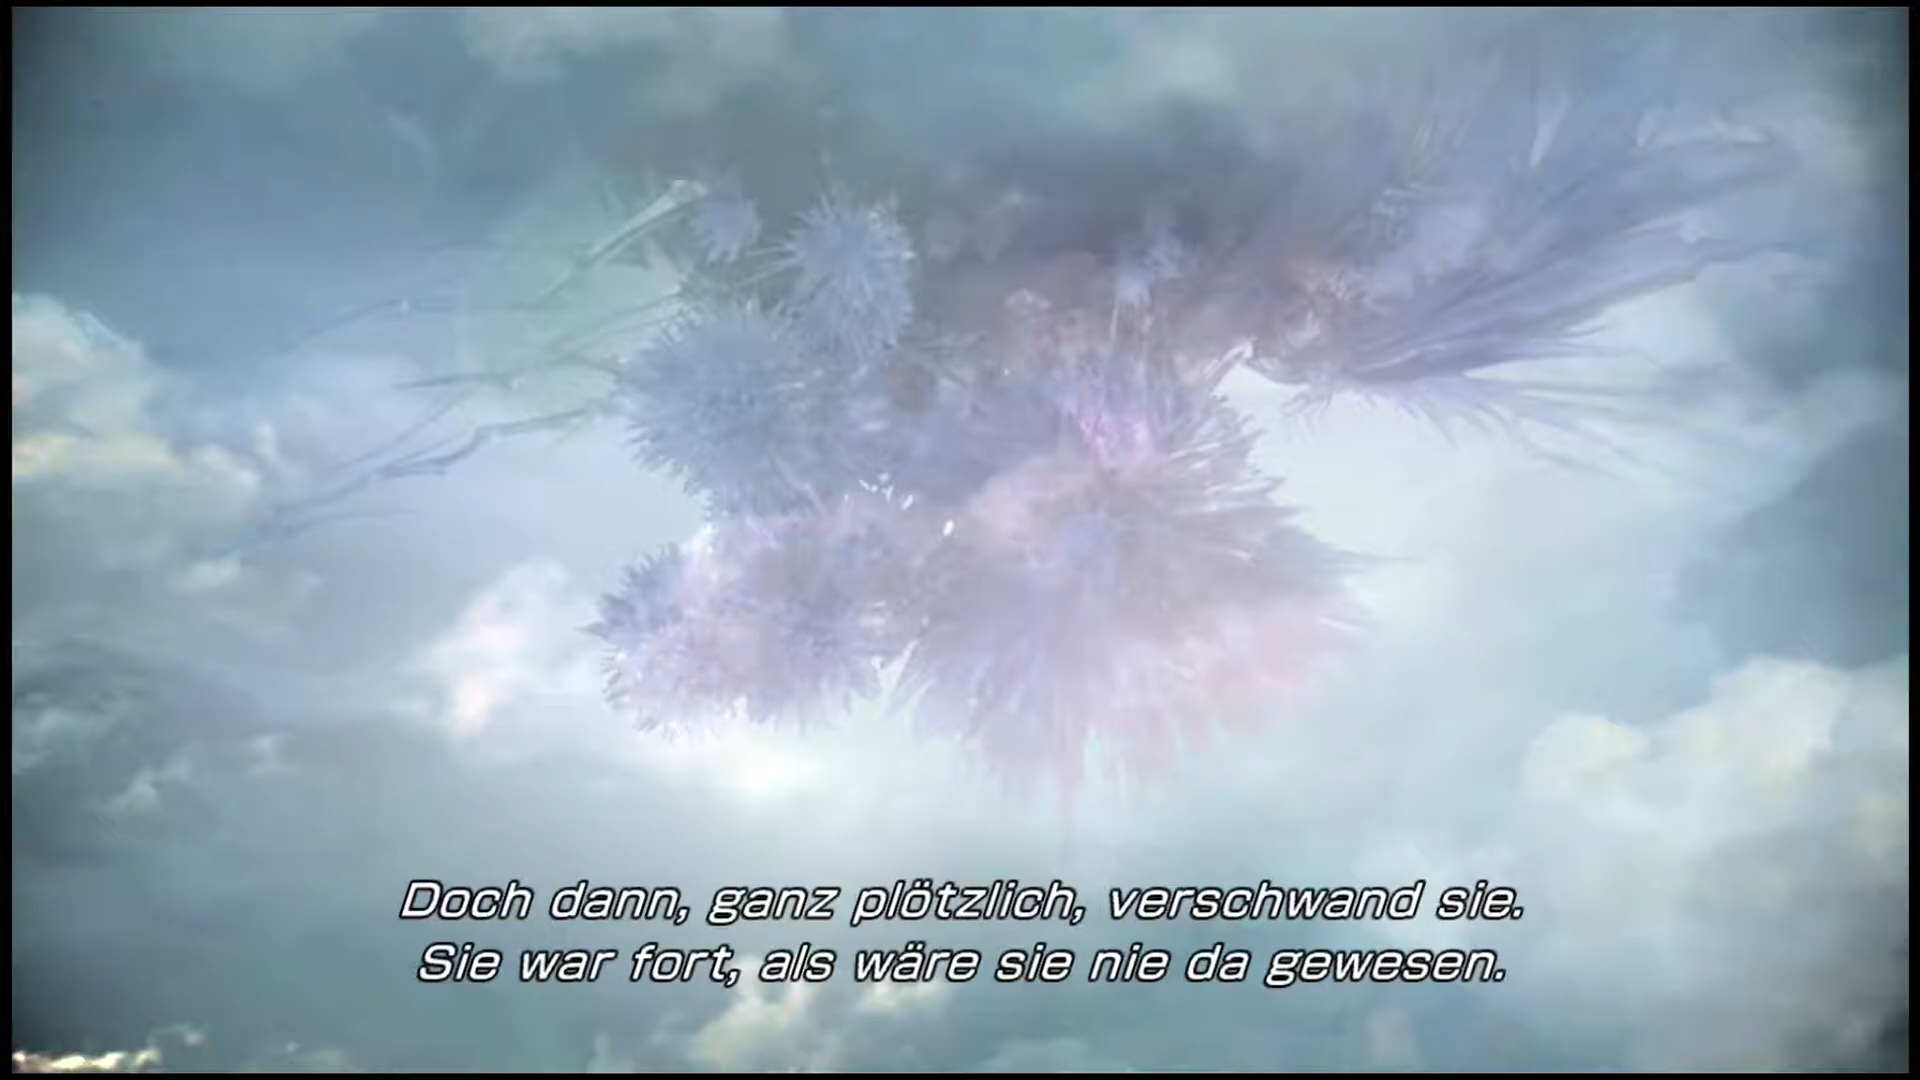 Doch dann, ganz plötzlich, verschwand sie.
Sie war fort, als wäre sie nie da gewesen.